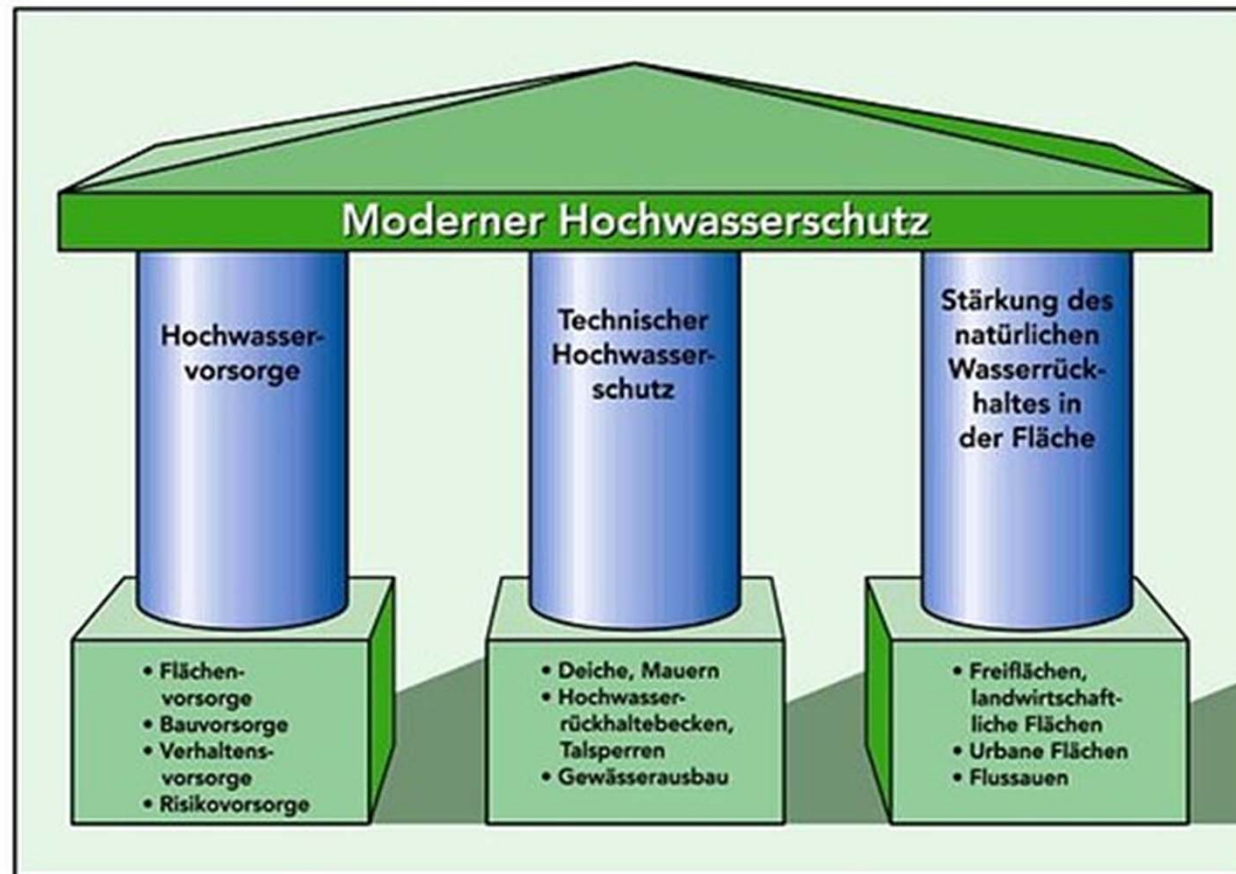 Moderner Hochwasserschutz
Hochwasser-
vorsorge
Technischer
Hochwasser-
schutz
Stärkung des
natürlichen
Wasserrück-
haltes in
der Fläche
• Flächen-
vorsorge
• Bauvorsorge
• Verhaltens-
vorsorge
• Risikovorsorge
• Deiche, Mauern
• Hochwasser-
rückhaltebecken,
Talsperren
• Gewässerausbau
• Freiflächen,
landwirtschaft-
liche Flächen
• Urbane Flächen
• Flussauen